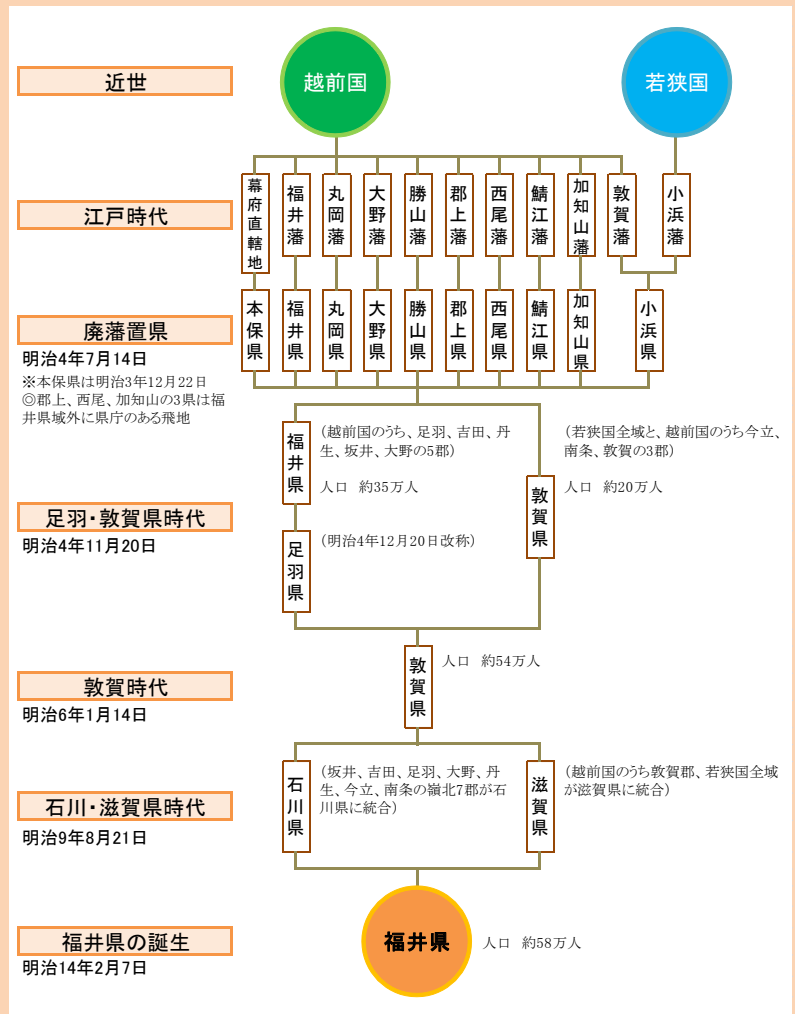 近世
越前国
若狭国
江戸時代
幕府直轄地
福井藩
丸岡藩
大野藩
勝山藩
郡上藩
西尾藩
鯖江藩
加知山藩
敦賀藩
小浜藩
廃藩置県
明治4年7月14日
※本保県は明治3年12月22日
◎郡上、西尾、加知山の3県は福
井県域外に県庁のある飛地
本保県
福井県
丸岡県
大野県
勝山県
郡上県
西尾県
鯖江県
加知山県
小浜県
足羽・敦賀県時代
明治4年11月20日
福井県
(越前国のうち、足羽、吉田、丹
生、坂井、大野の5郡)
人口 約35万人
敦賀県
(若狭国全域と、越前国のうち今立、
南条、敦賀の3郡)
人口 約20万人
足羽県
(明治4年12月20日改称)
敦賀時代
明治6年1月14日
敦賀県
人口 約54万人
石川・滋賀県時代
明治9年8月21日
石川県
(坂井、吉田、足羽、大野、丹
生、今立、南条の嶺北7郡が石
川県に統合)
滋賀県
(越前国のうち敦賀郡、若狭国全域
が滋賀県に統合)
福井県の誕生
明治14年2月7日
福井県
人口 約58万人